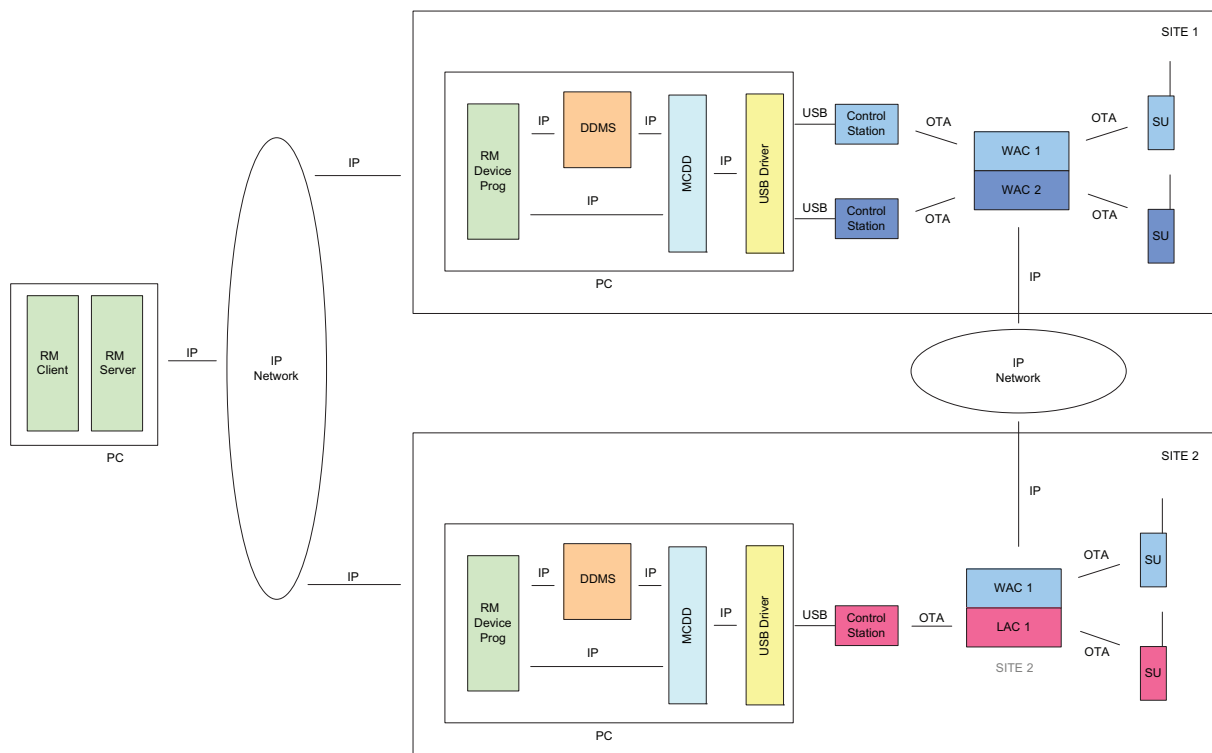 SITE 1
USB
Control
Station
OTA
OTA
SU
IP
DDMS
IP
RM
Device
Prog
MCDD
IP
USB Driver
WAC 1
WAC 2
IP
IP
USB
Control
Station
OTA
OTA
SU
PC
IP
RM
Client
RM
Server
IP
IP
Network
IP
Network
PC
SITE 2
IP
IP
DDMS
IP
RM
Device
Prog
MCDD
IP
USB Driver
IP
USB
Control
Station
OTA
WAC 1
LAC 1
SITE 2
OTA
SU
OTA
SU
IP
PC